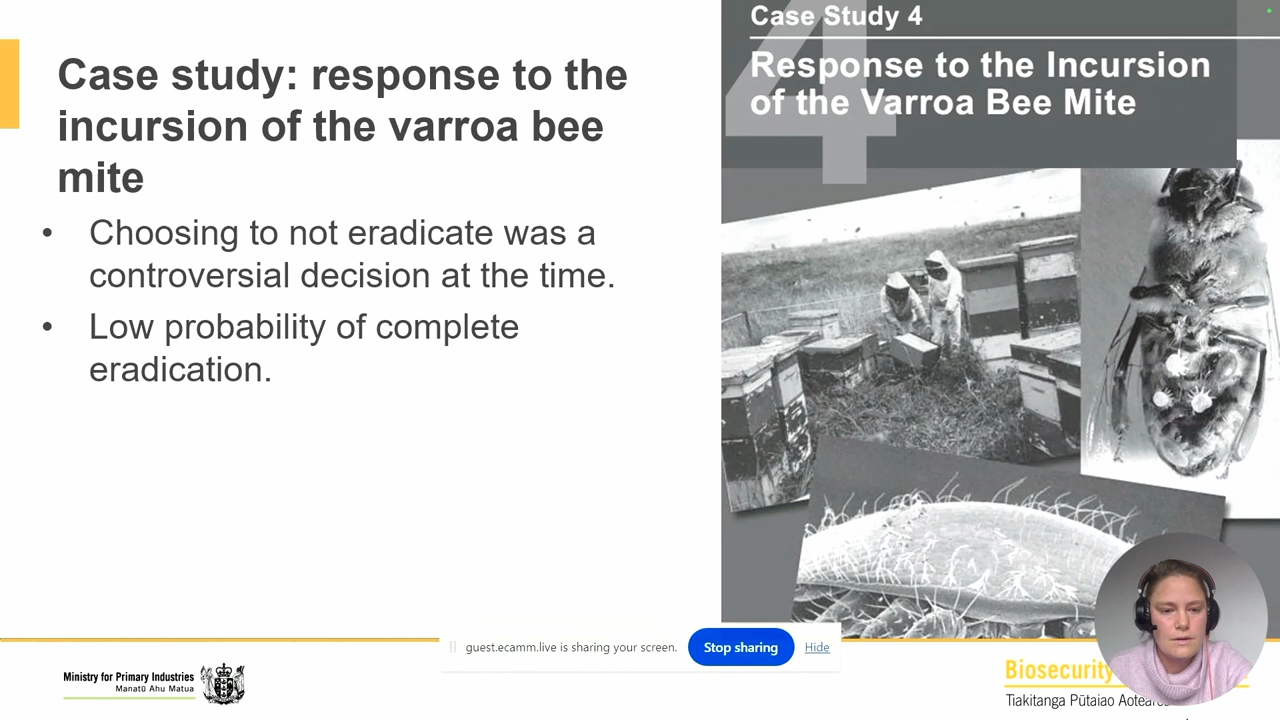 Case study: response to the
incursion of the varroa bee
mite
• Choosing to not eradicate was a
controversial decision at the time.
• Low probability of complete
eradication.
4
Case Study 4
Response to the Incursion
of the Varroa Bee Mite
guest.ecamm.live is sharing your screen.
Stop sharing
Hide
Ministry for Primary Industries
Manatū Ahu Matua
Biosecurity
Tiakitanga Pūtaiao